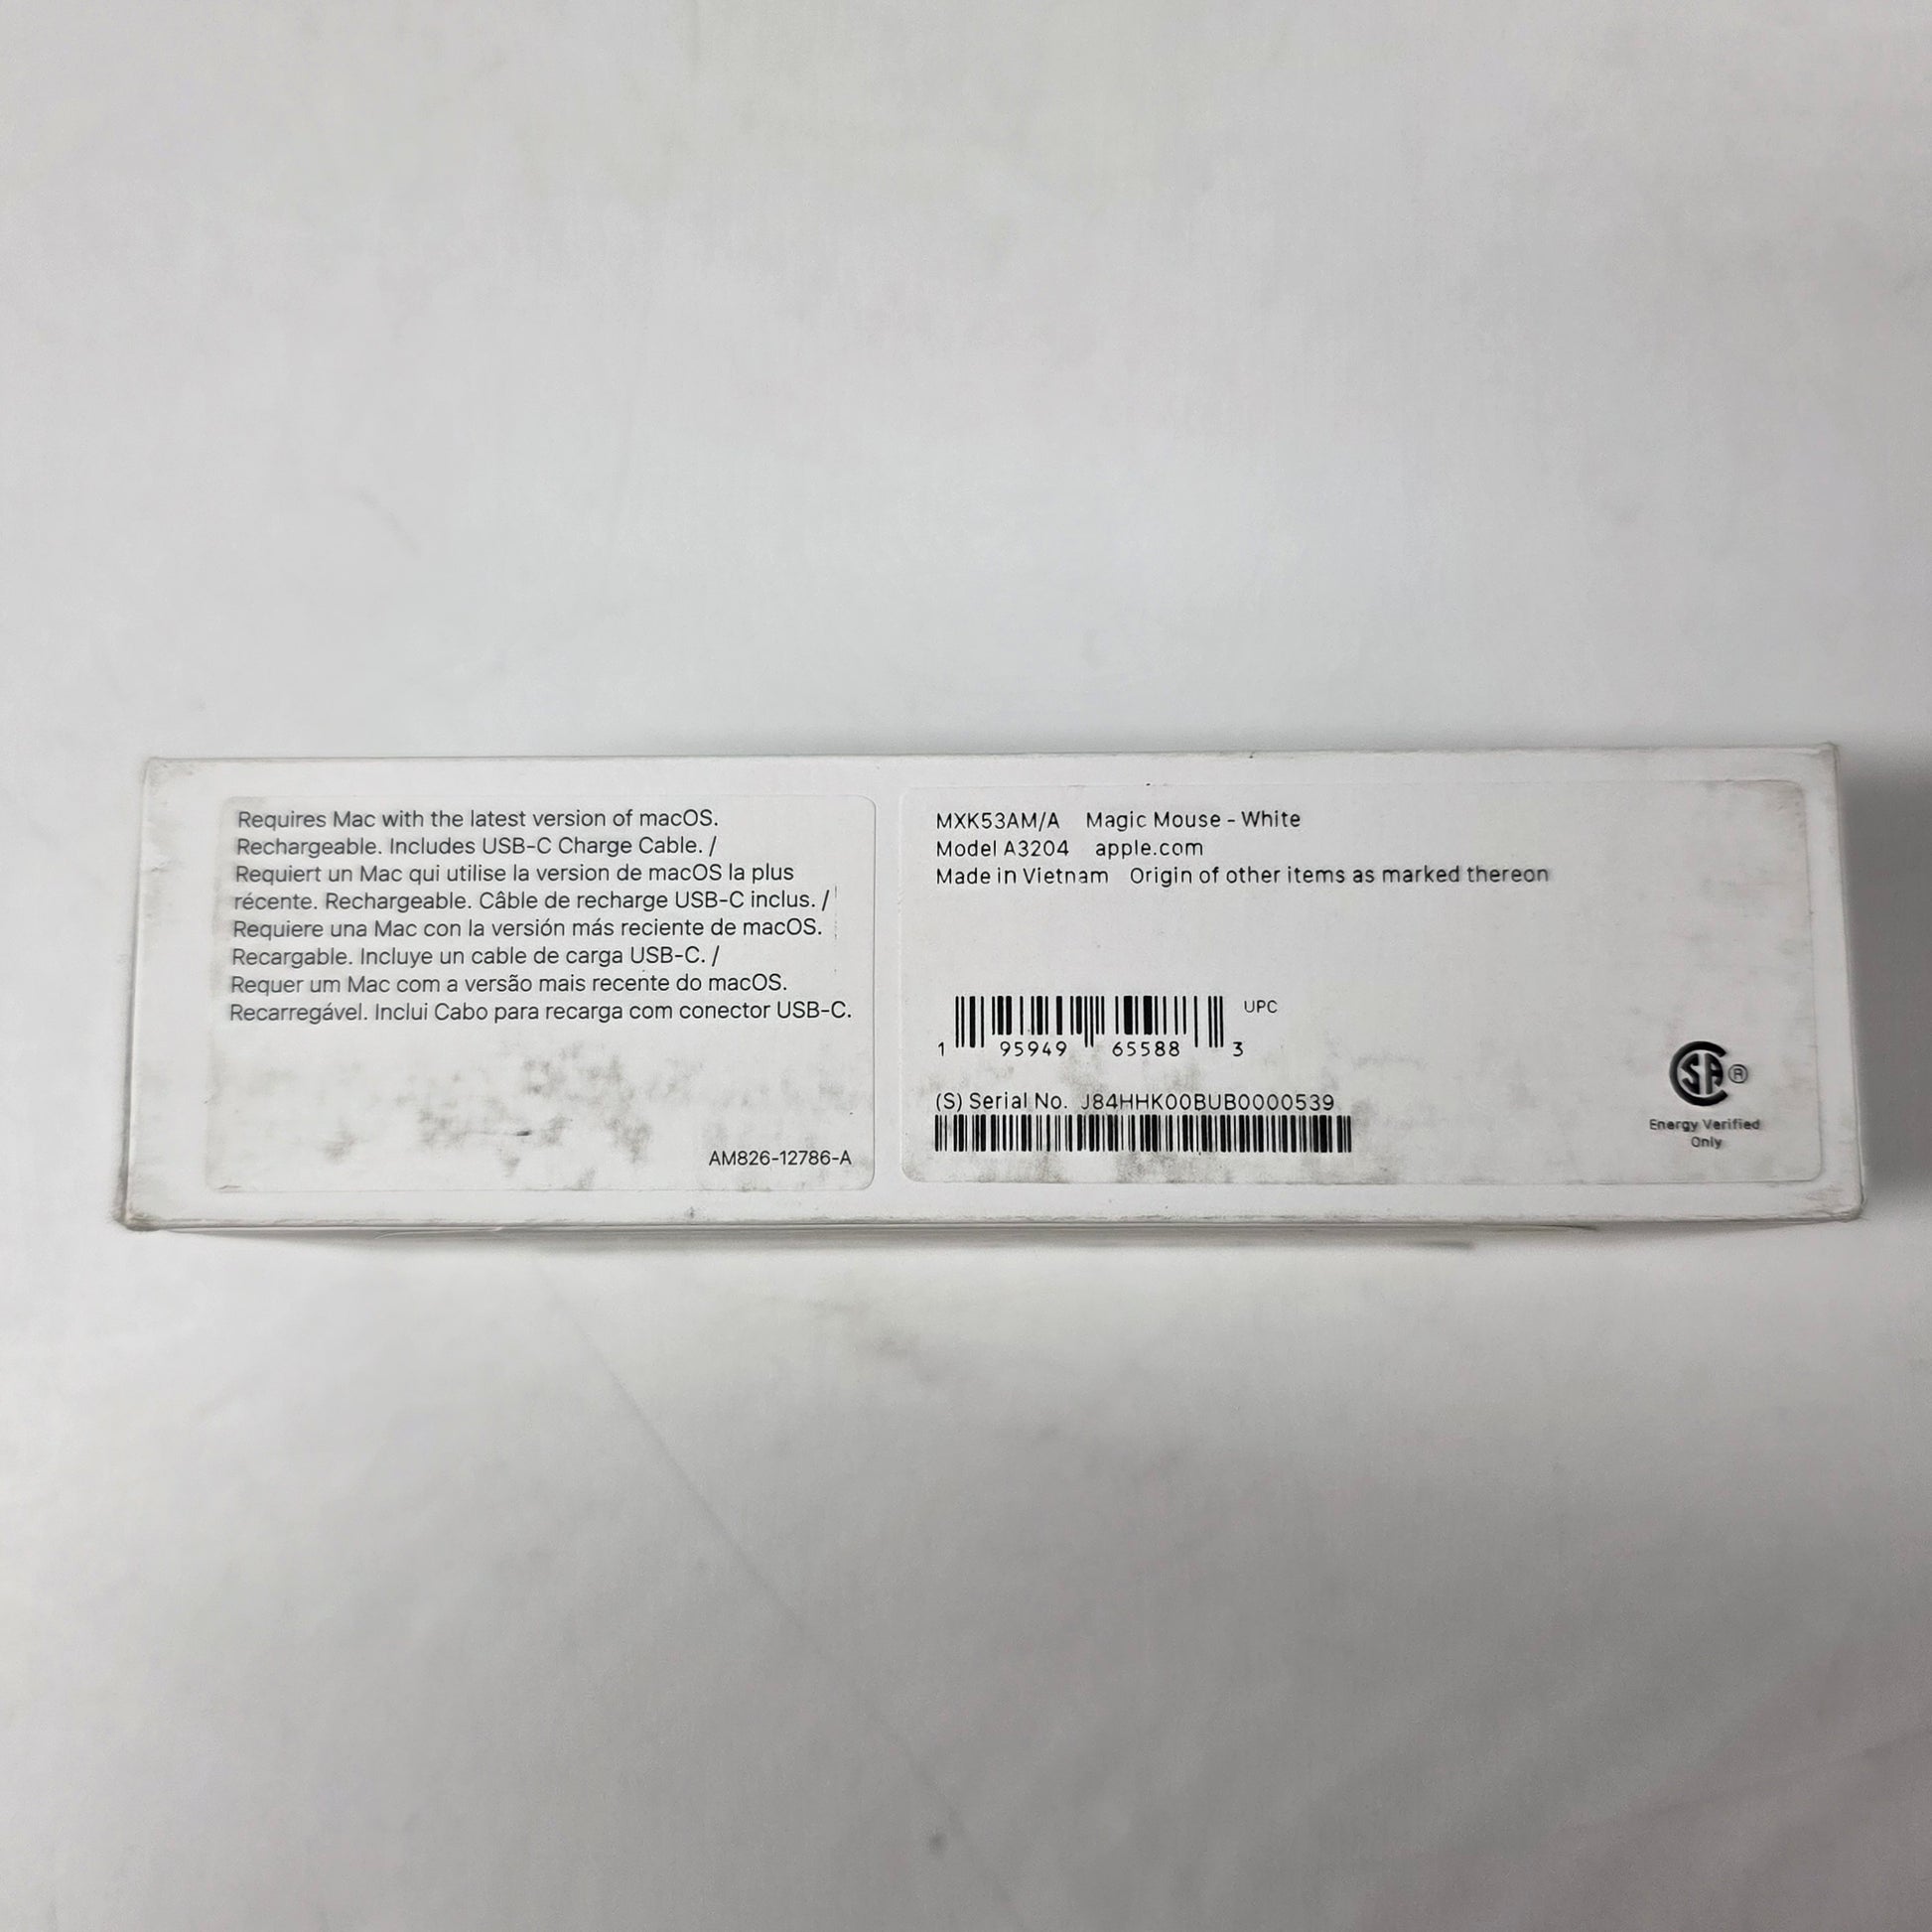 Requires Mac with the latest version of macOS.
Rechargeable. Includes USB-C Charge Cable. /
Requiert un Mac qui utilise la version de macOS la plus
récente. Rechargeable. Câble de recharge USB-C inclus. /
Requiere una Mac con la versión más reciente de macOS.
Recargable. Incluye un cable de carga USB-C. /
Requer um Mac com a versão mais recente do macOS.
Recarregável. Inclui Cabo para recarga com conector USB-C.
AM826-12786-A
MXK53AM/A Magic Mouse - White
Model A3204 apple.com
Made in Vietnam Origin of other items as marked thereon
UPC
1 95949 65588 3
(S) Serial No. J84HHK00BUB0000539
SA ®
Energy Verified
Only